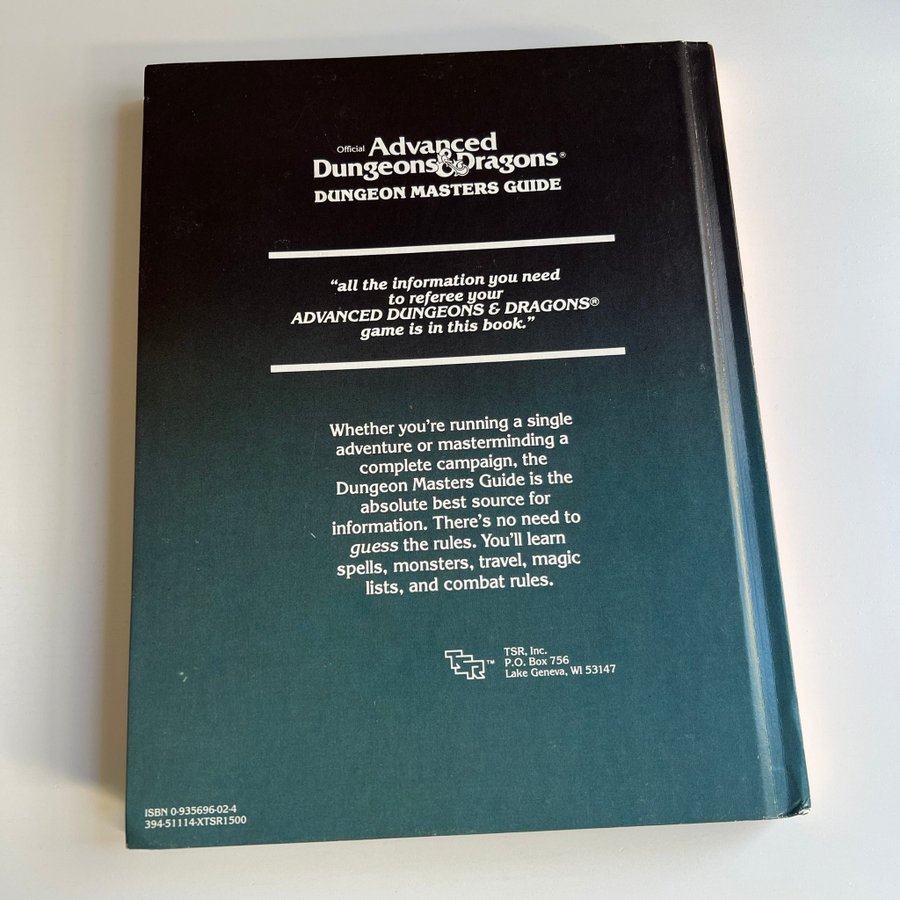 Official Advanced
Dungeons & Dragons®
DUNGEON MASTERS GUIDE
“all the information you need
to referee your
ADVANCED DUNGEONS & DRAGONS®
game is in this book.”
Whether you’re running a single
adventure or masterminding a
complete campaign, the
Dungeon Masters Guide is the
absolute best source for
information. There’s no need to
guess the rules. You’ll learn
spells, monsters, travel, magic
lists, and combat rules.
TSR™
TSR, Inc.
P.O. Box 756
Lake Geneva, WI 53147
ISBN 0-935696-02-4
394-51114-XTSR1500